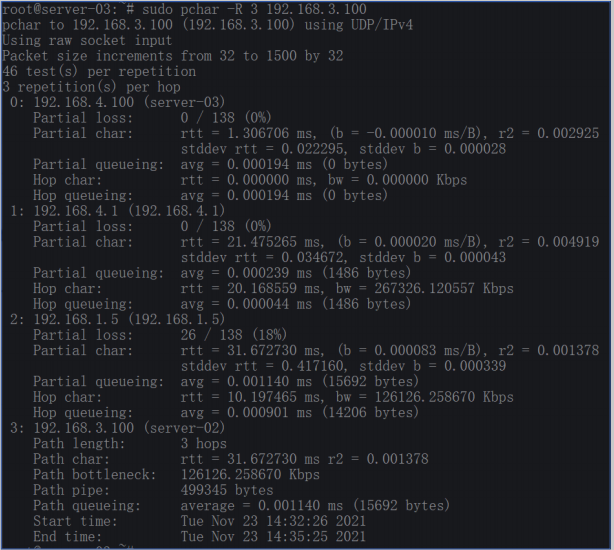 root@server-03:~# sudo pchar -R 3 192.168.3.100
pchar to 192.168.3.100 (192.168.3.100) using UDP/IPv4
Using raw socket input
Packet size increments from 32 to 1500 by 32
46 test(s) per repetition
3 repetition(s) per hop
0: 192.168.4.100 (server-03)
Partial loss: 0 / 138 (0%)
Partial char: rtt = 1.306706 ms, (b = -0.000010 ms/B), r2 = 0.002925
stddev rtt = 0.022295, stddev b = 0.000028
Partial queueing: avg = 0.000194 ms (0 bytes)
Hop char: rtt = 0.000000 ms, bw = 0.000000 Kbps
Hop queueing: avg = 0.000194 ms (0 bytes)
1: 192.168.4.1 (192.168.4.1)
Partial loss: 0 / 138 (0%)
Partial char: rtt = 21.475265 ms, (b = 0.000020 ms/B), r2 = 0.004919
stddev rtt = 0.034672, stddev b = 0.000043
Partial queueing: avg = 0.000239 ms (1486 bytes)
Hop char: rtt = 20.168559 ms, bw = 267326.120557 Kbps
Hop queueing: avg = 0.000044 ms (1486 bytes)
2: 192.168.1.5 (192.168.1.5)
Partial loss: 26 / 138 (18%)
Partial char: rtt = 31.672730 ms, (b = 0.000083 ms/B), r2 = 0.001378
stddev rtt = 0.417160, stddev b = 0.000339
Partial queueing: avg = 0.001140 ms (15692 bytes)
Hop char: rtt = 10.197465 ms, bw = 126126.258670 Kbps
Hop queueing: avg = 0.000901 ms (14206 bytes)
3: 192.168.3.100 (server-02)
Path length: 3 hops
Path char: rtt = 31.672730 ms r2 = 0.001378
Path bottleneck: 126126.258670 Kbps
Path pipe: 499345 bytes
Path queueing: average = 0.001140 ms (15692 bytes)
Start time: Tue Nov 23 14:32:26 2021
End time: Tue Nov 23 14:35:25 2021